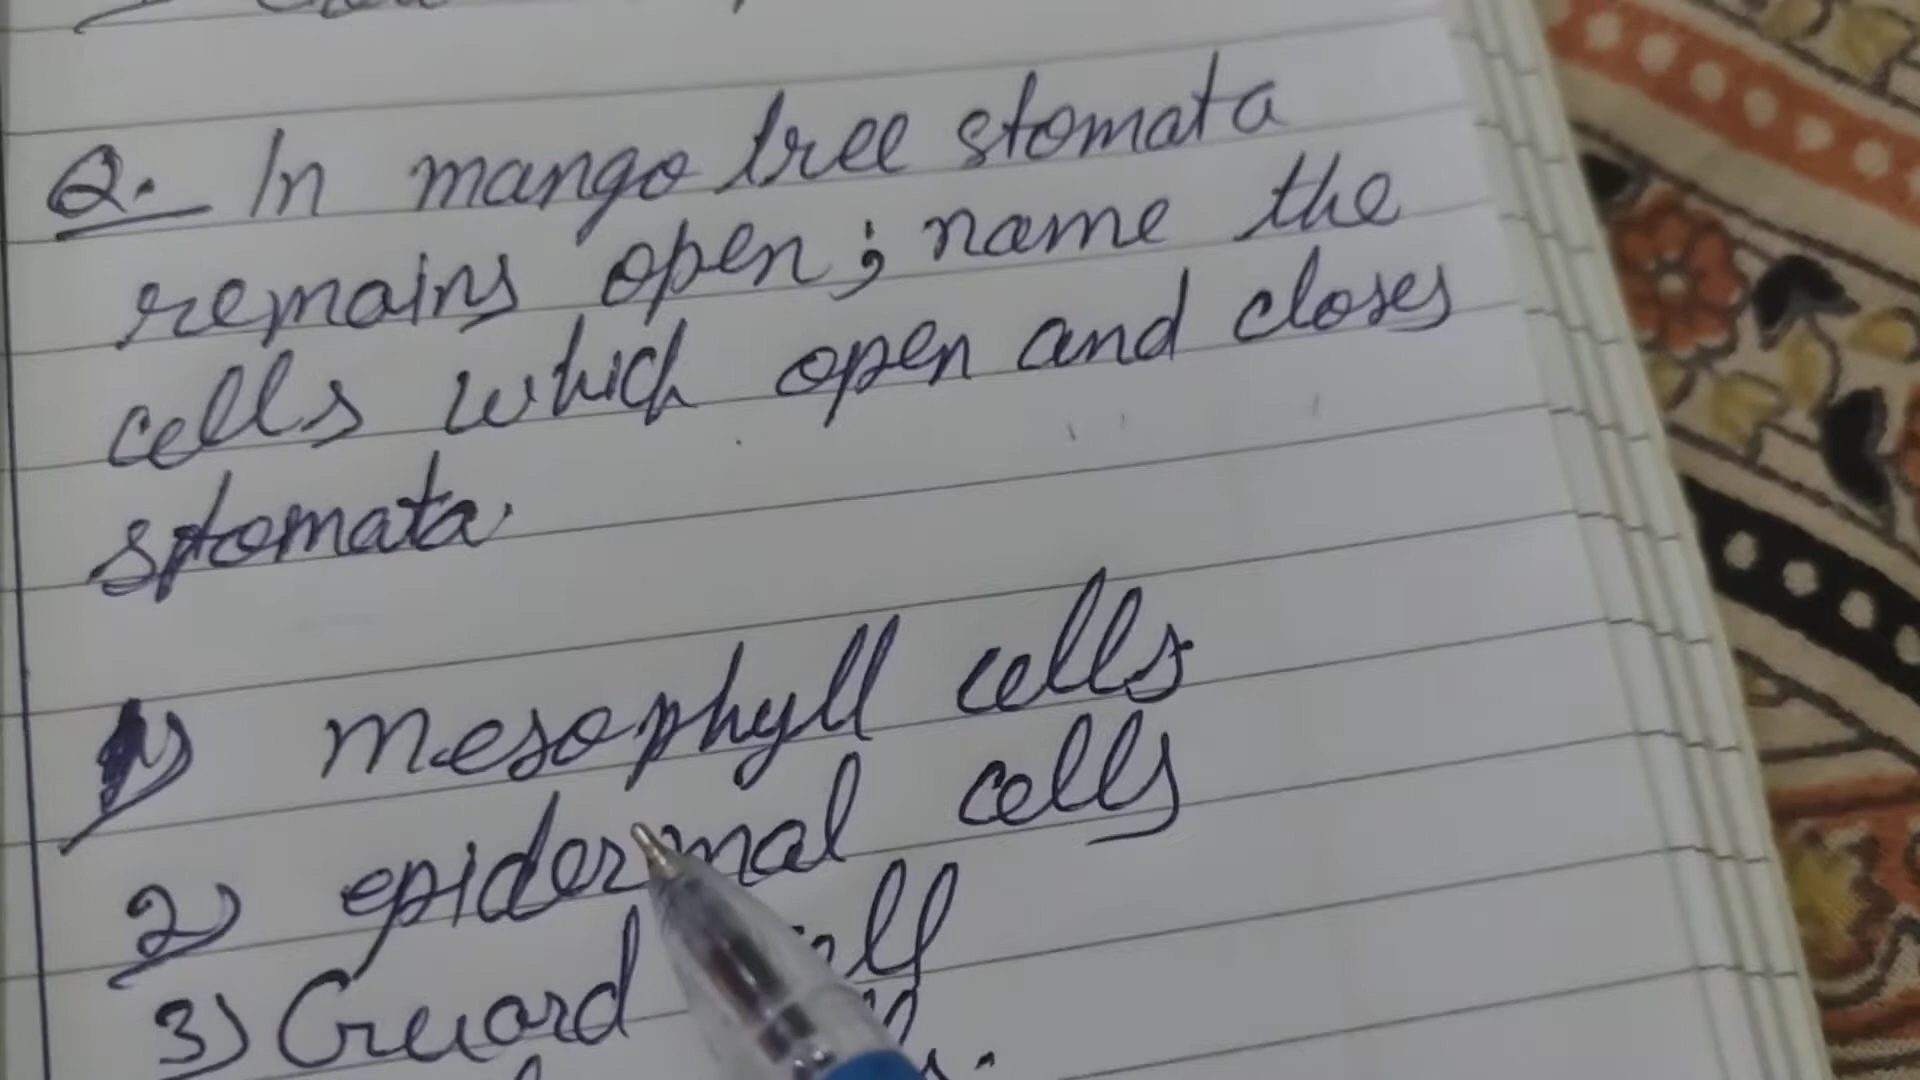 Q. In mango tree stomata
remains open; name the
cells which open and closes
stomata.
1) mesophyll cells
2) epidermal cells
3) Guard cell